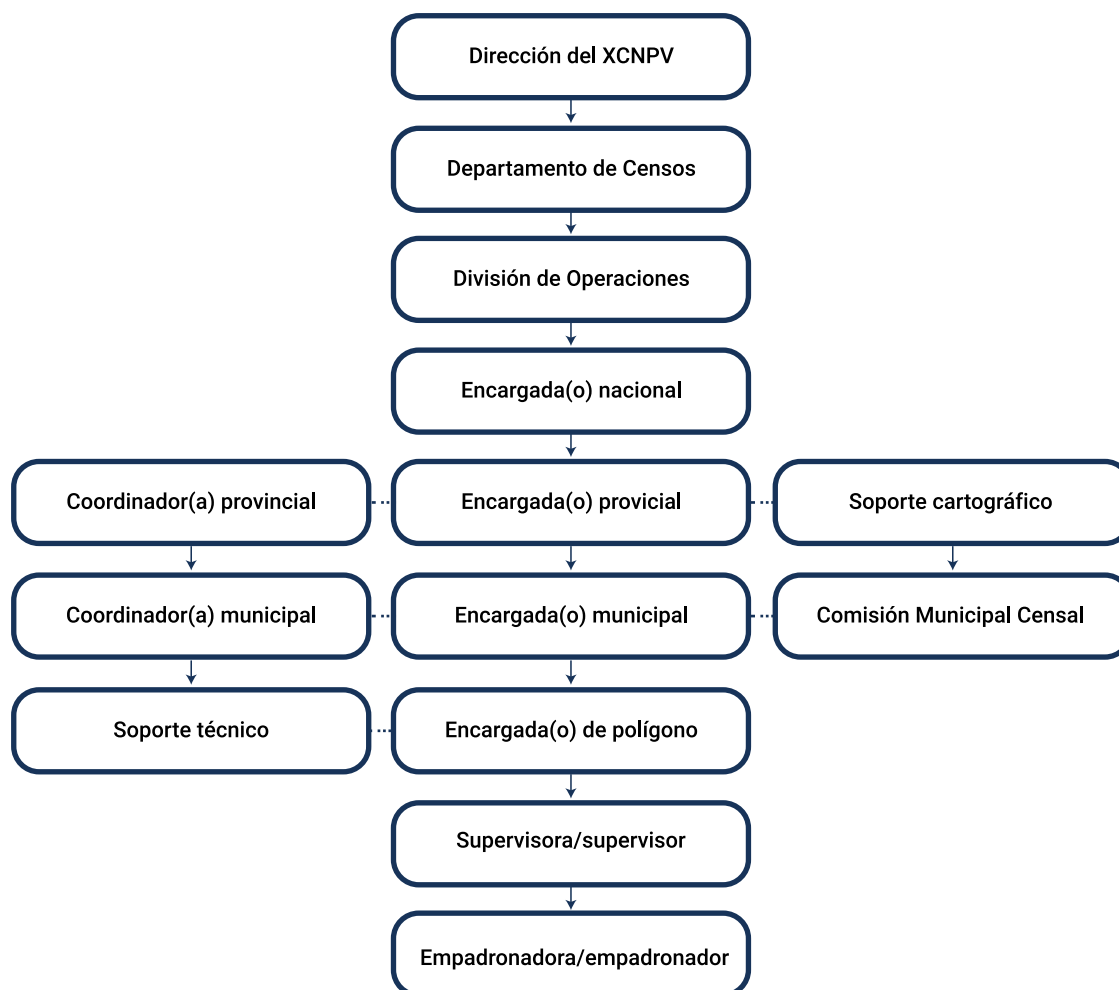 Dirección del XCNPV
Departamento de Censos
División de Operaciones
Encargada(o) nacional
Coordinador(a) provincial
Encargada(o) provicial
Soporte cartográfico
Coordinador(a) municipal
Encargada(o) municipal
Comisión Municipal Censal
Soporte técnico
Encargada(o) de polígono
Supervisora/supervisor
Empadronadora/empadronador